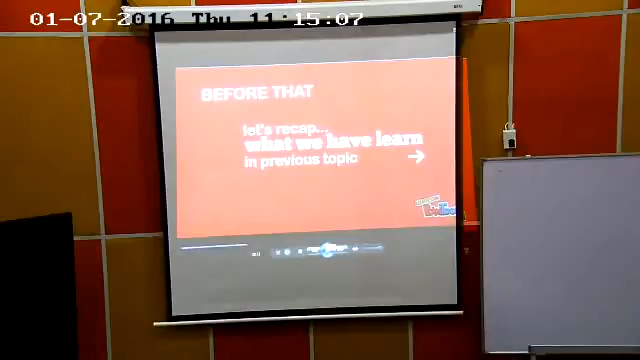 01-07-2016 Thu 11:15:07
BEFORE THAT
let's recap...
what we have learn
in previous topic